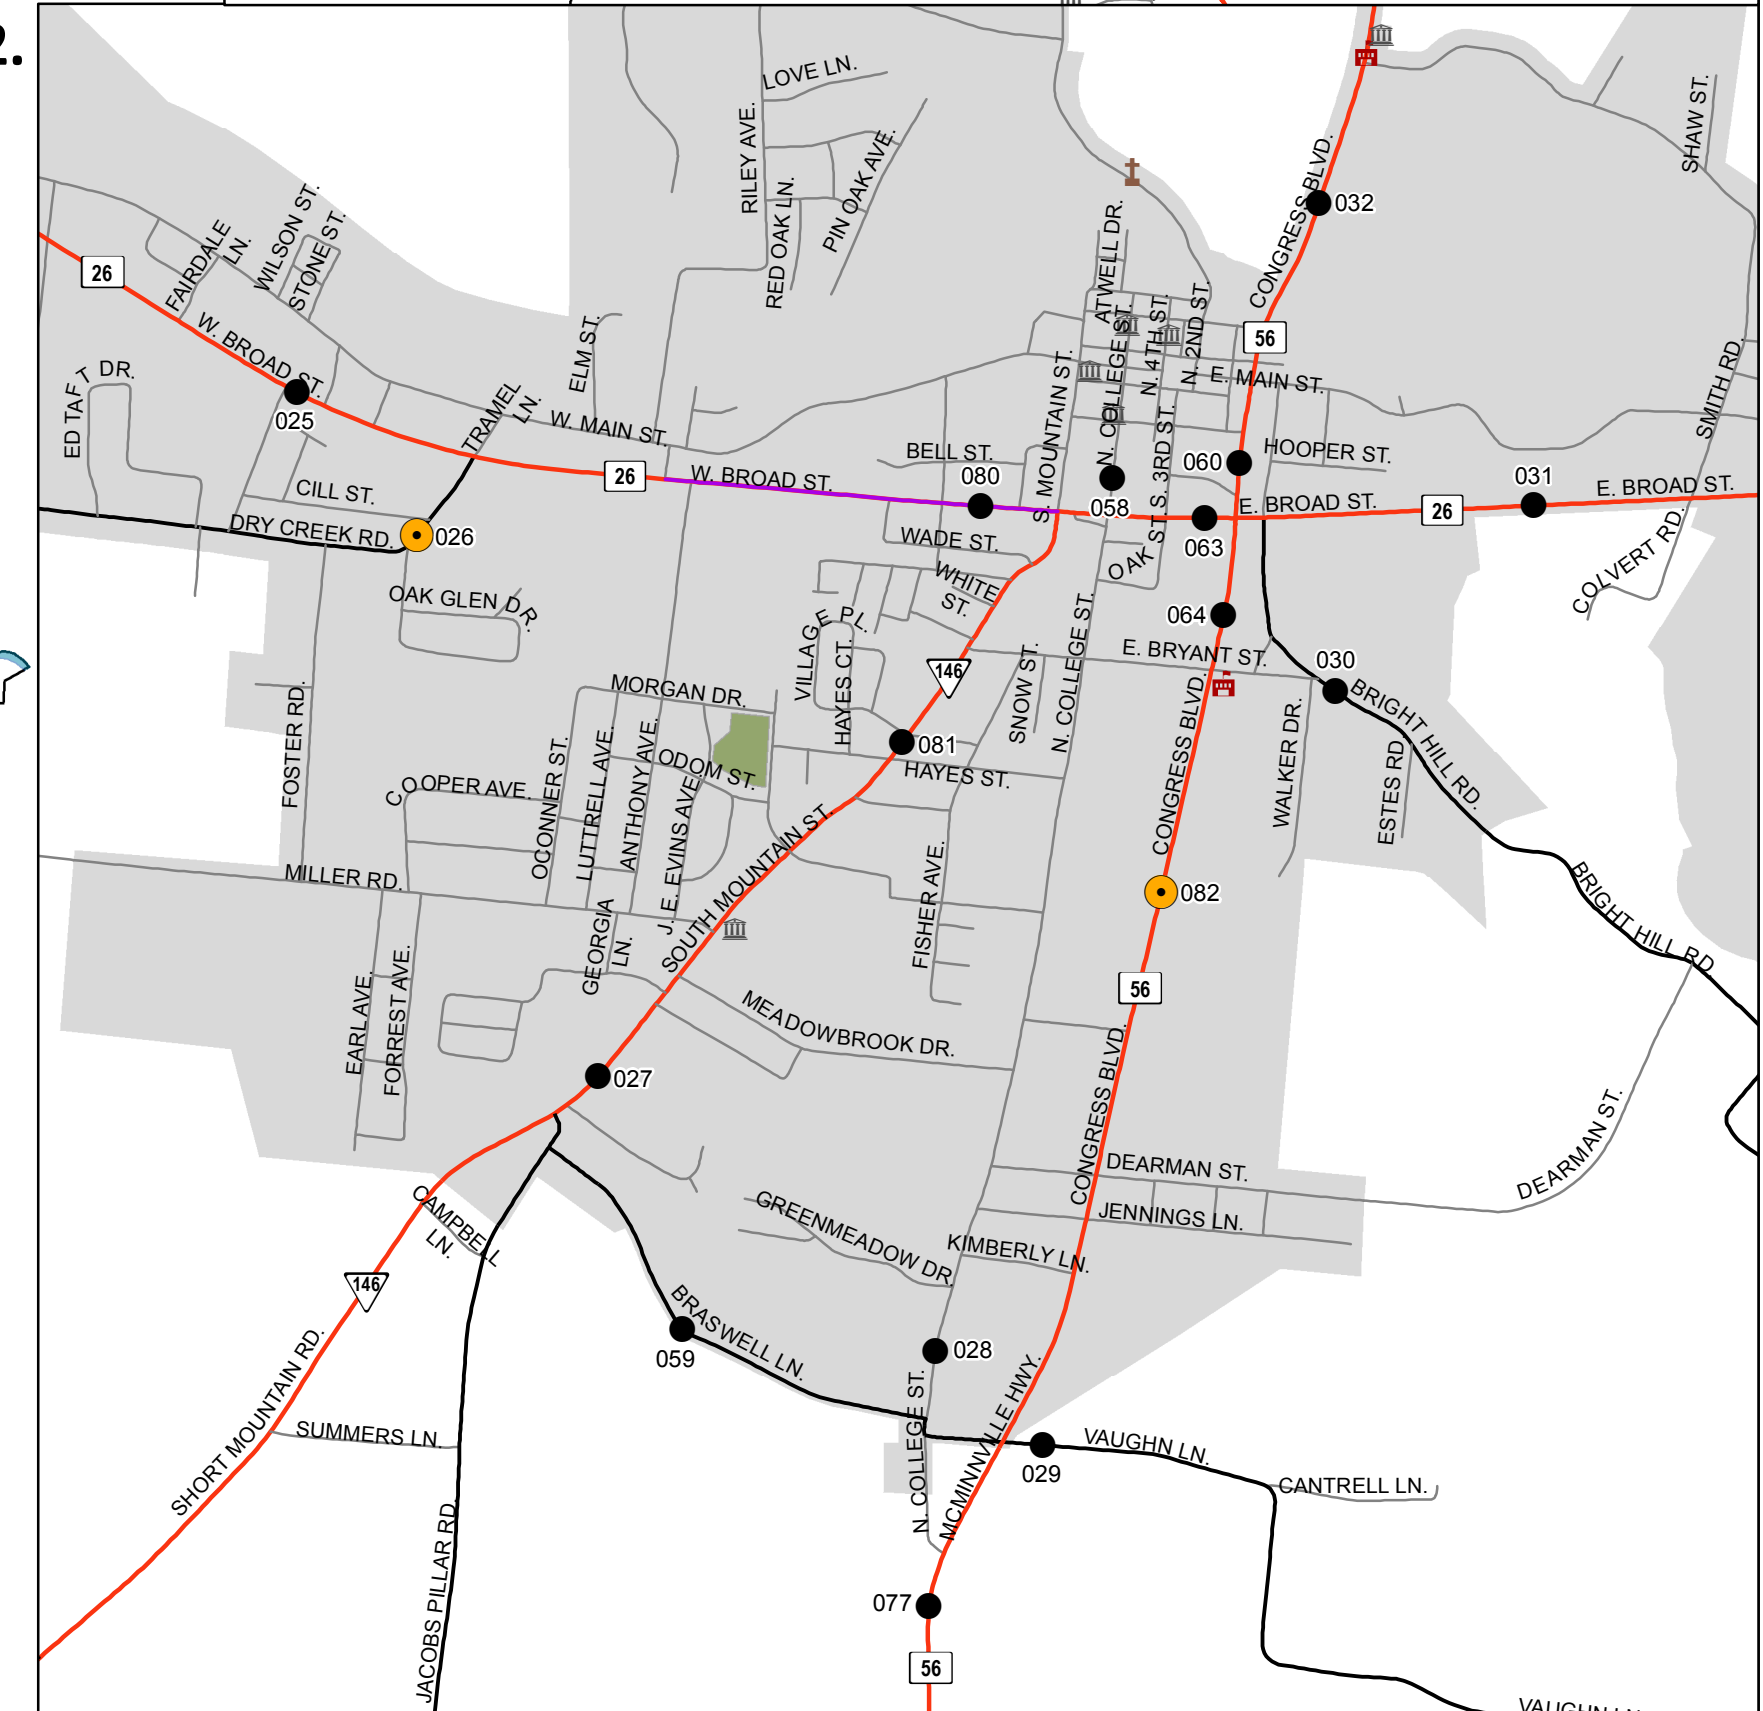 2.
LOVE LN.
RILEY AVE.
PIN OAK AVE.
RED OAK LN.
SHAW ST.
CONGRESS BLVD.
032
FAIRDALE
LN.
WILSON ST.
STONE ST.
26
W. BROAD ST.
025
ED TAFT DR.
ELM ST.
TRAMEL
LN.
W. MAIN ST.
26
W. BROAD ST.
BELL ST.
080
ATWELL DR.
N. COLLEGE ST.
N. 4TH ST.
N. 2ND ST.
56
E. MAIN ST.
S. MOUNTAIN ST.
S. 3RD ST.
060
HOOPER ST.
SMITH RD.
058
063
E. BROAD ST.
26
031
E. BROAD ST.
COLVERT RD.
CILL ST.
DRY CREEK RD.
026
WADE ST.
WHITE
ST.
OAK ST.
OAK GLEN DR.
064
E. BRYANT ST.
030
BRIGHT HILL RD.
FOSTER RD.
MORGAN DR.
VILLAGE PL.
HAYES CT.
146
SNOW ST.
N. COLLEGE ST.
CONGRESS BLVD.
WALKER DR.
ESTES RD.
081
HAYES ST.
ODOM ST.
COOPER AVE.
OCONNER ST.
LUTTRELL AVE.
ANTHONY AVE.
J. E. EVINS AVE.
SOUTH MOUNTAIN ST.
MILLER RD.
FISHER AVE.
082
BRIGHT HILL RD.
GEORGIA
LN.
EARL AVE.
FORREST AVE.
56
MEADOWBROOK DR.
CONGRESS BLVD.
027
DEARMAN ST.
DEARMAN ST.
JENNINGS LN.
CAMPBELL
LN.
GREENMEADOW DR.
KIMBERLY LN.
146
BRASWELL LN.
059
028
SHORT MOUNTAIN RD.
SUMMERS LN.
N. COLLEGE ST.
MCMINNVILLE HWY.
029
VAUGHN LN.
CANTRELL LN.
JACOBS PILLAR RD.
077
56
VAUGHN LN.